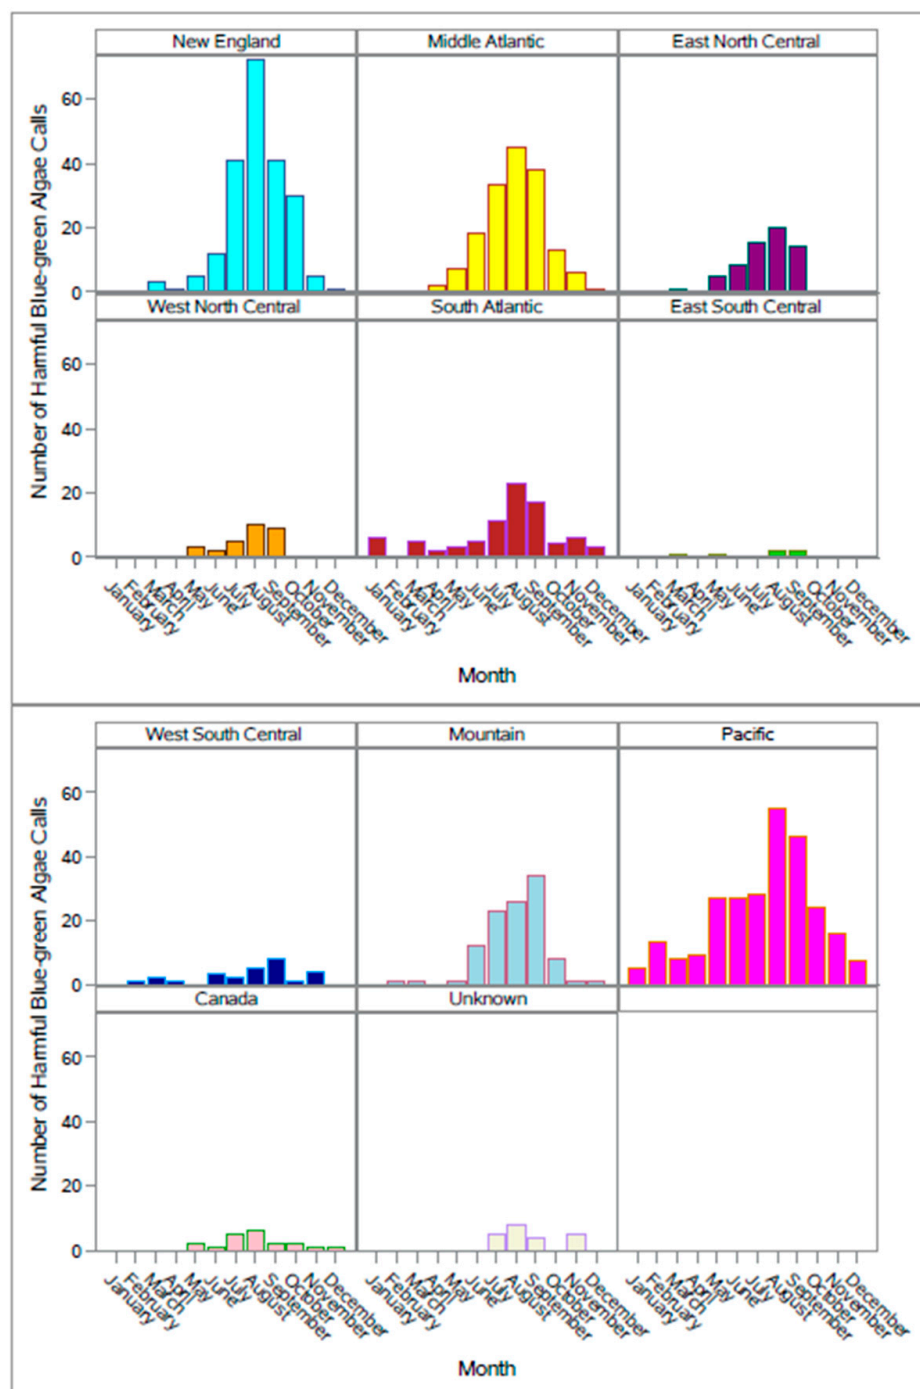 New England Middle Atlantic East North Central
Number of Harmful Blue-green Algae Calls
60
40
20
0
West North Central South Atlantic East South Central
60
40
20
0
January February March April May June July August September October November December
January February March April May June July August September October November December
January February March April May June July August September October November December
Month
West South Central Mountain Pacific
Number of Harmful Blue-green Algae Calls
60
40
20
0
Canada Unknown
60
40
20
0
January February March April May June July August September October November December
January February March April May June July August September October November December
January February March April May June July August September October November December
Month